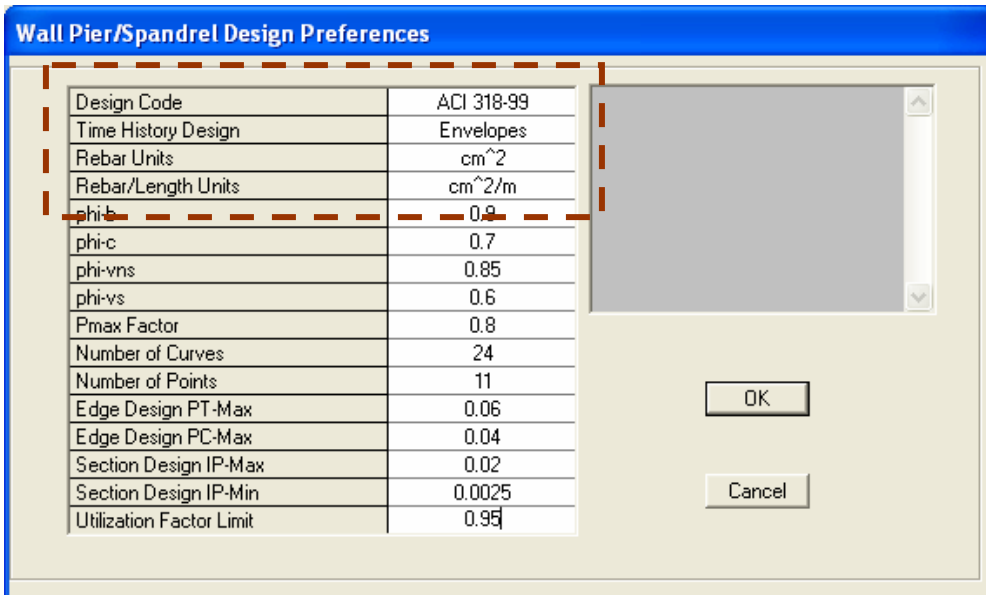 Wall Pier/Spandrel Design Preferences
Design Code ACI 318-99
Time History Design Envelopes
Rebar Units cm^2
Rebar/Length Units cm^2/m
phi-b 0.9
phi-c 0.7
phi-vns 0.85
phi-vs 0.6
Pmax Factor 0.8
Number of Curves 24
Number of Points 11
Edge Design PT-Max 0.06
Edge Design PC-Max 0.04
Section Design IP-Max 0.02
Section Design IP-Min 0.0025
Utilization Factor Limit 0.95
OK
Cancel